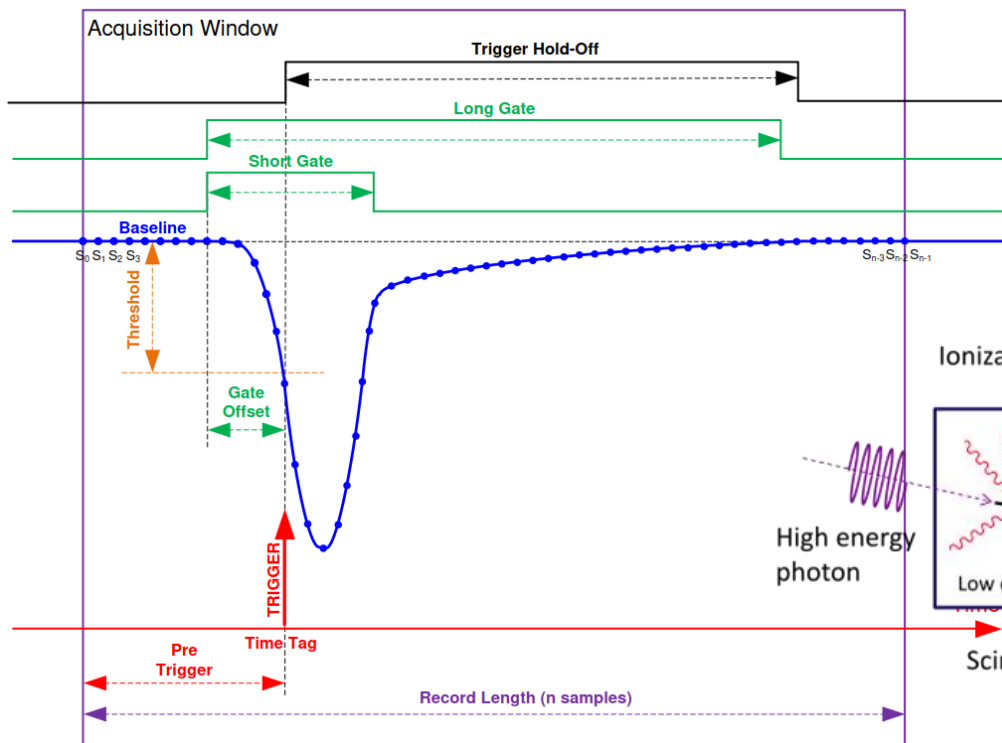 Acquisition Window
Trigger Hold-Off
Long Gate
Short Gate
Baseline
S0 S1 S2 S3
Sn-3 Sn-2 Sn-1
Threshold
Gate
Offset
TRIGGER
Time Tag
Pre
Trigger
Record Length (n samples)
High energy
photon
Low